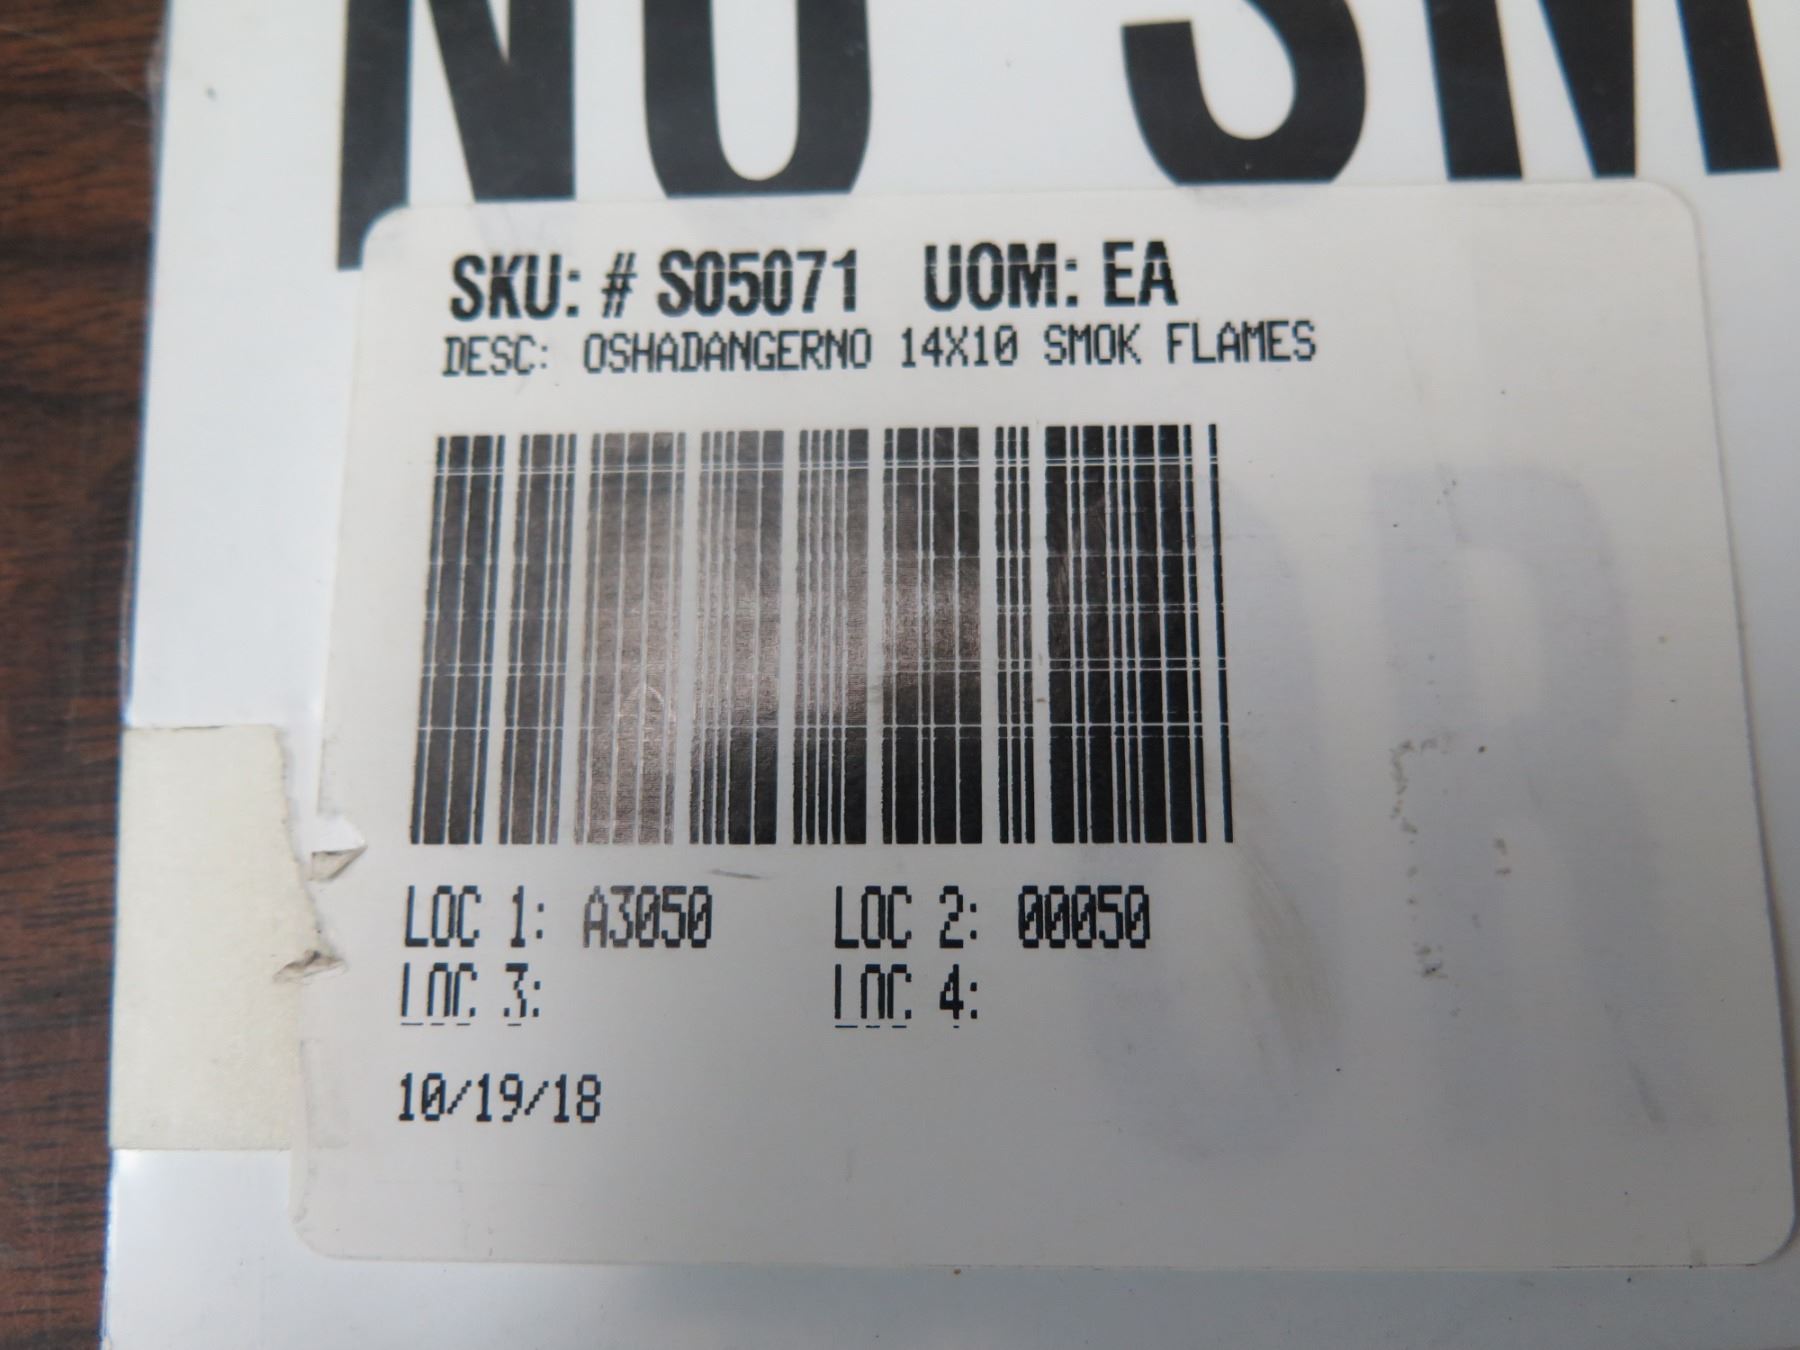 NO SM
SKU: # S05071 UOM: EA
DESC: OSHADANGERNO 14X10 SMOK FLAMES
LOC 1: A3050 LOC 2: 00050
LOC 3: LOC 4:
10/19/18
OR